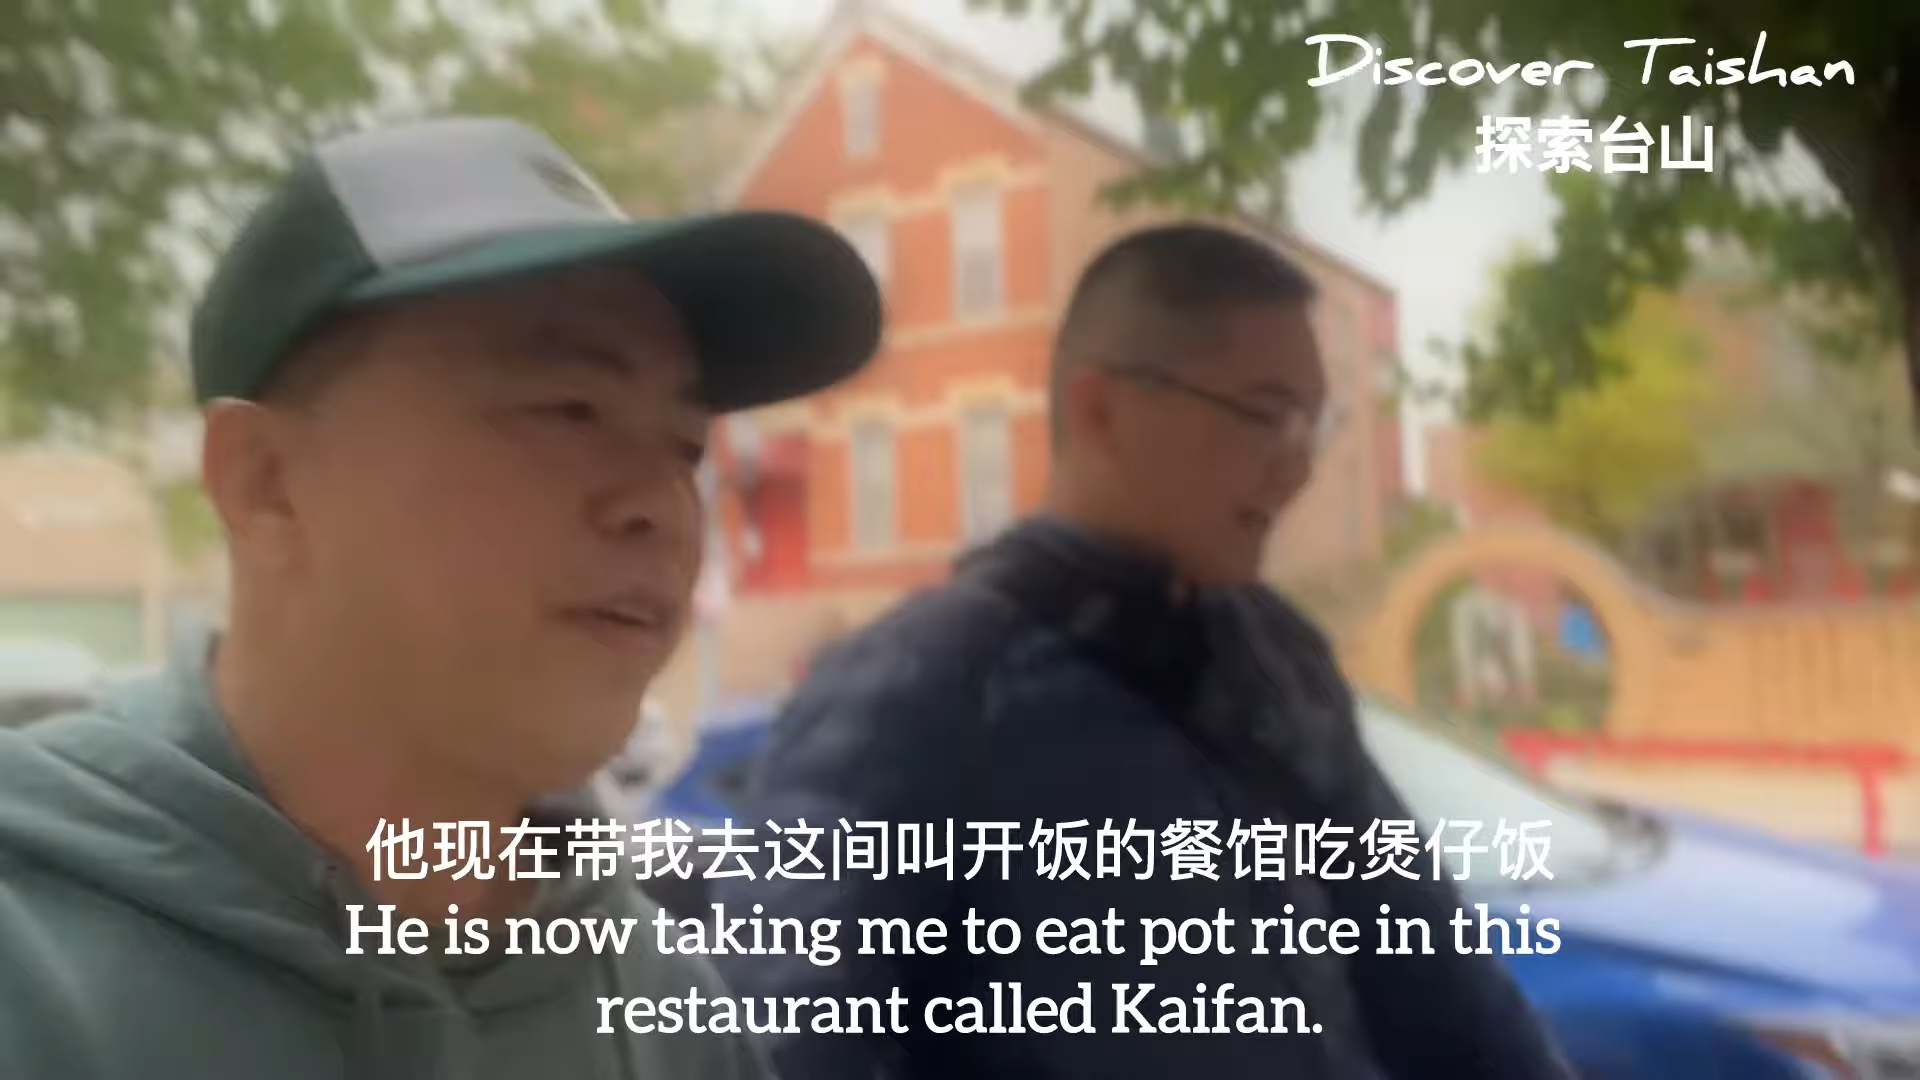 Discover Taishan
探索台山
他现在带我去这间叫开饭的餐馆吃煲仔饭
He is now taking me to eat pot rice in this
restaurant called Kaifan.